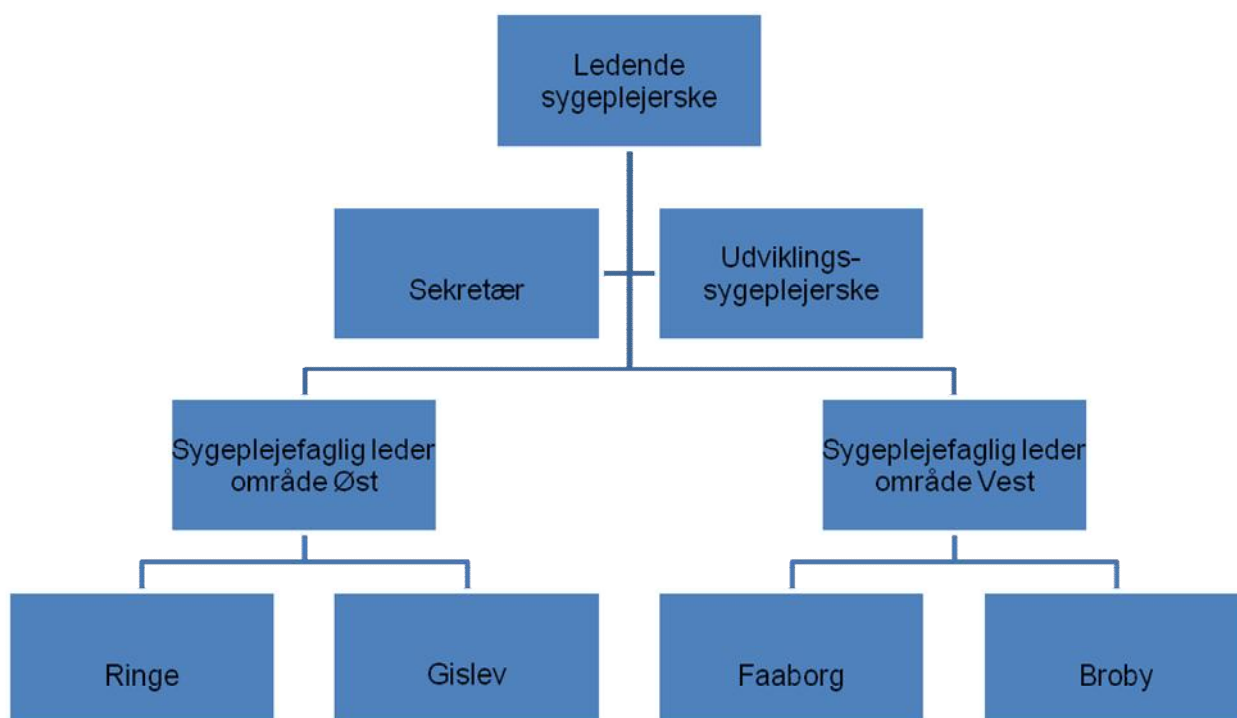 Ledende
sygeplejerske
Sekretær
Udviklings-
sygeplejerske
Sygeplejefaglig leder
område Øst
Sygeplejefaglig leder
område Vest
Ringe
Gislev
Faaborg
Broby